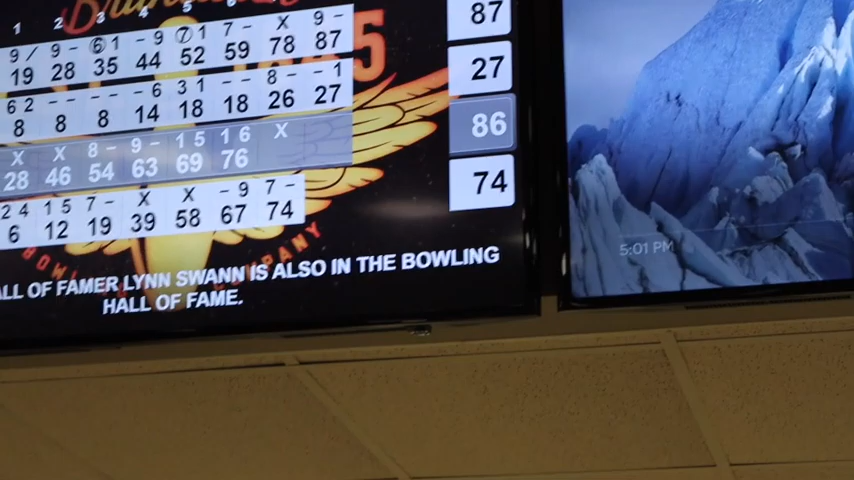 1 2 3 4 5 6
9 / 9 - ⑥ 1 - 9 ⑦ 1 7 - X 9 -
19 28 35 44 52 59 78 87 87
6 2 - - - - - 6 3 1 - - 8 - - 1
8 8 8 14 18 18 26 27 27
X X 8 - 9 - 1 5 1 6 X
28 46 54 63 69 76 86
2 4 1 5 7 - X X - 9 7 -
6 12 19 39 58 67 74 74
COMPANY
ALL OF FAMER LYNN SWANN IS ALSO IN THE BOWLING
HALL OF FAME.
5:01 PM